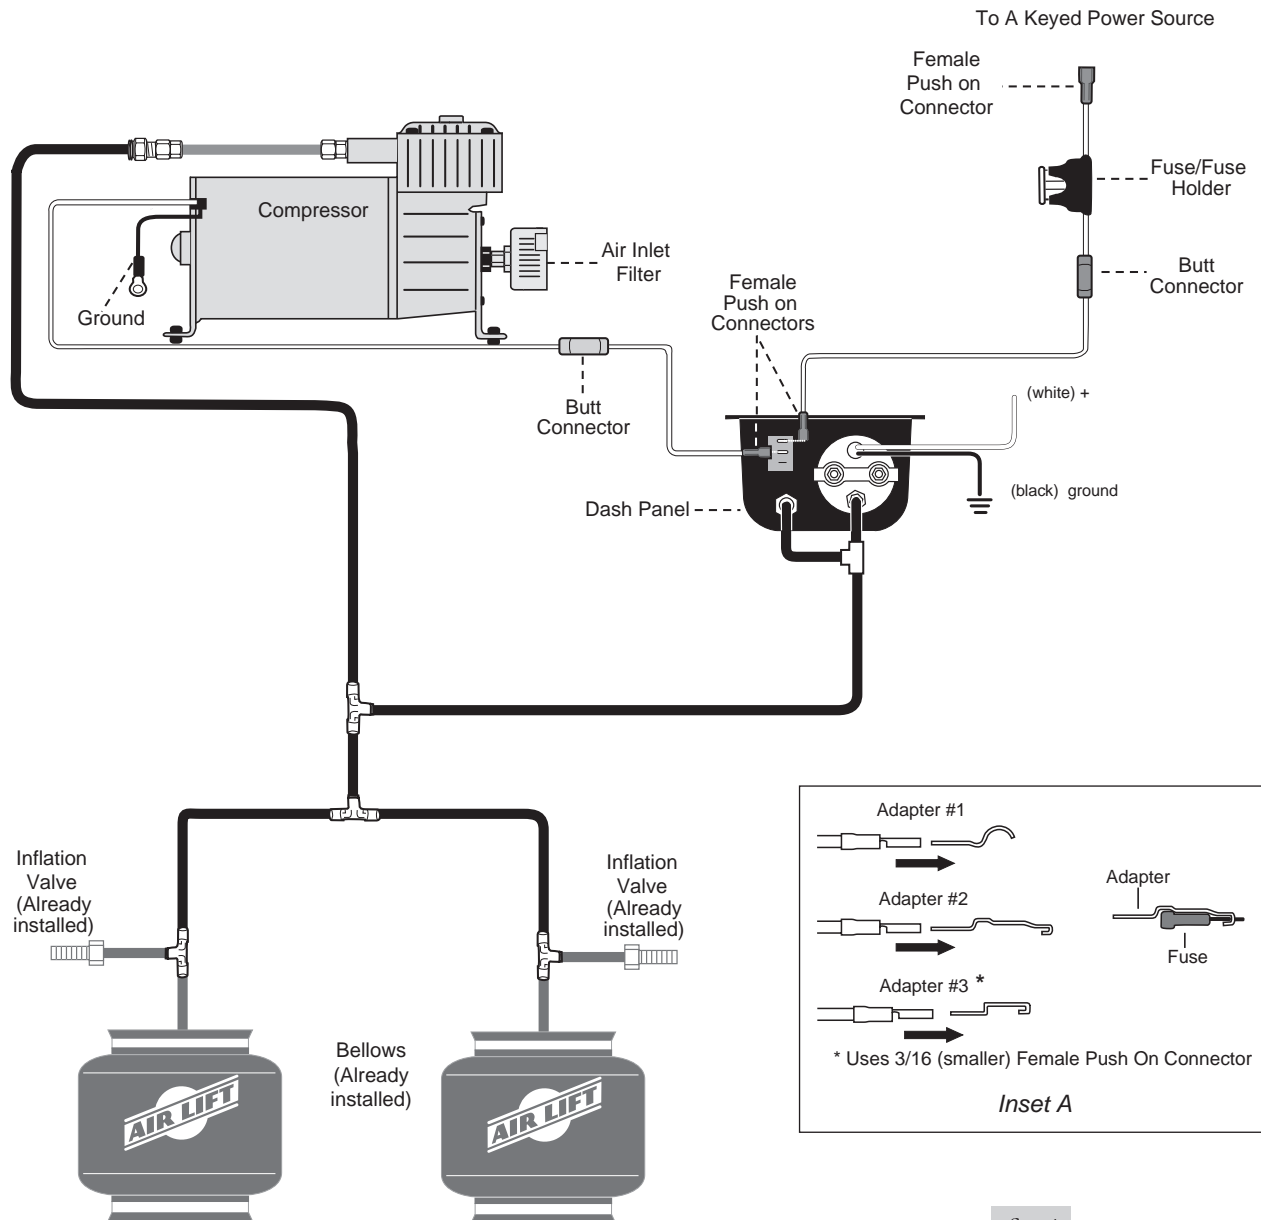 To A Keyed Power Source
Female
Push on
Connector
Fuse/Fuse
Holder
Compressor
Air Inlet
Filter
Butt
Connector
Female
Push on
Connectors
Ground
(white) +
Butt
Connector
(black) ground
Dash Panel
Inflation
Valve
(Already
installed)
Inflation
Valve
(Already
installed)
Bellows
(Already
installed)
AIR LIFT
AIR LIFT
Adapter #1
Adapter #2
Adapter #3 *
Adapter
Fuse
* Uses 3/16 (smaller) Female Push On Connector
Inset A